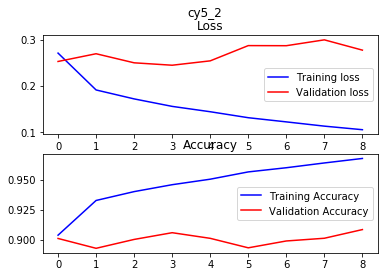 cy5_2
Loss
0.3
0.2
0.1
Training loss
Validation loss
0 1 2 3 4 5 6 7 8
Accuracy
0.950
0.925
0.900
Training Accuracy
Validation Accuracy
0 1 2 3 4 5 6 7 8